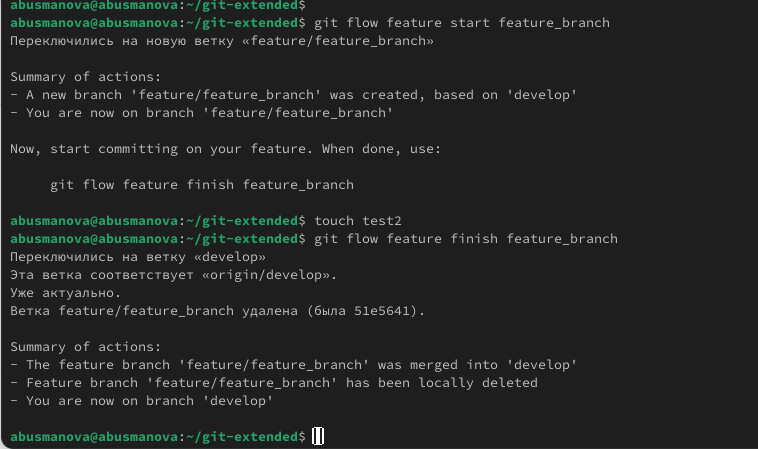 abusmanova@abusmanova:~/git-extended$
abusmanova@abusmanova:~/git-extended$ git flow feature start feature_branch
Переключились на новую ветку «feature/feature_branch»
Summary of actions:
- A new branch 'feature/feature_branch' was created, based on 'develop'
- You are now on branch 'feature/feature_branch'
Now, start committing on your feature. When done, use:
git flow feature finish feature_branch
abusmanova@abusmanova:~/git-extended$ touch test2
abusmanova@abusmanova:~/git-extended$ git flow feature finish feature_branch
Переключились на ветку «develop»
Эта ветка соответствует «origin/develop».
Уже актуально.
Ветка feature/feature_branch удалена (была 51e5641).
Summary of actions:
- The feature branch 'feature/feature_branch' was merged into 'develop'
- Feature branch 'feature/feature_branch' has been locally deleted
- You are now on branch 'develop'
abusmanova@abusmanova:~/git-extended$